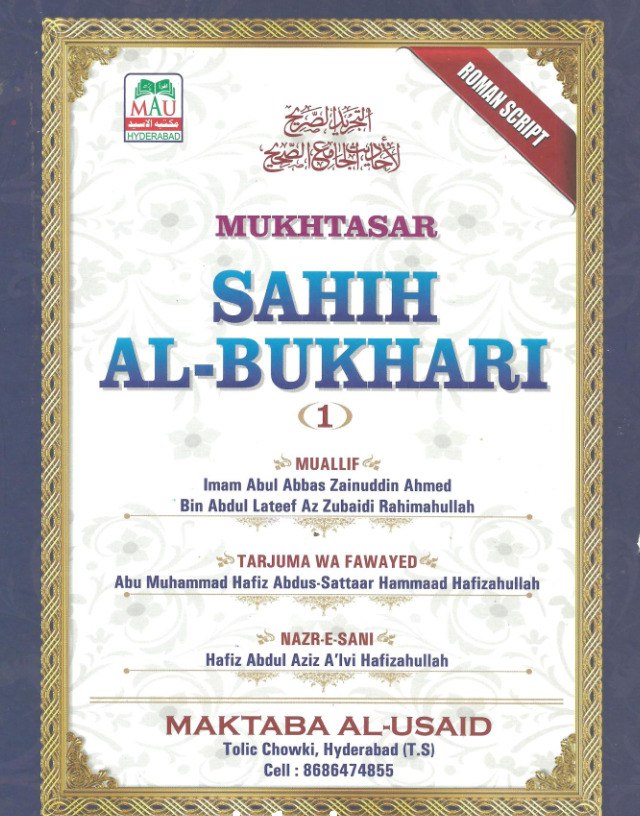 MAU
مكتبه الاسيد
HYDERABAD
ROMAN SCRIPT
التجريد الصريح
لأحاديث الجامع الصحيح
MUKHTASAR
SAHIH
AL-BUKHARI
(1)
MUALLIF
Imam Abul Abbas Zainuddin Ahmed
Bin Abdul Lateef Az Zubaidi Rahimahullah
TARJUMA WA FAWAYED
Abu Muhammad Hafiz Abdus-Sattaar Hammaad Hafizahullah
NAZR-E-SANI
Hafiz Abdul Aziz A'lvi Hafizahullah
MAKTABA AL-USAID
Tolic Chowki, Hyderabad (T.S)
Cell : 8686474855